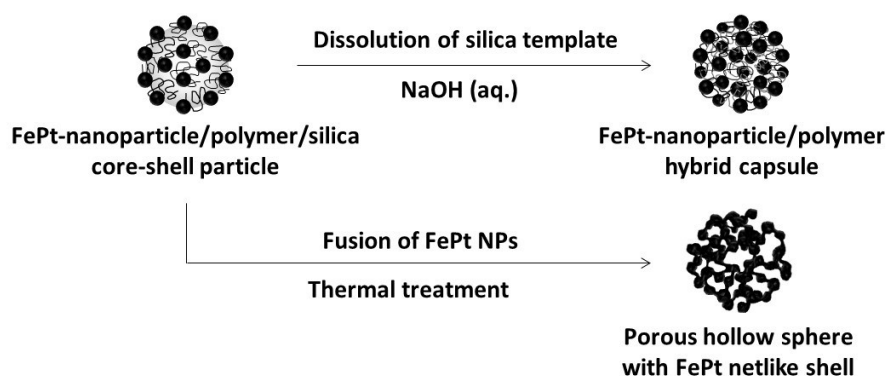 Dissolution of silica template
NaOH (aq.)
FePt-nanoparticle/polymer/silica
core-shell particle
FePt-nanoparticle/polymer
hybrid capsule
Fusion of FePt NPs
Thermal treatment
Porous hollow sphere
with FePt netlike shell